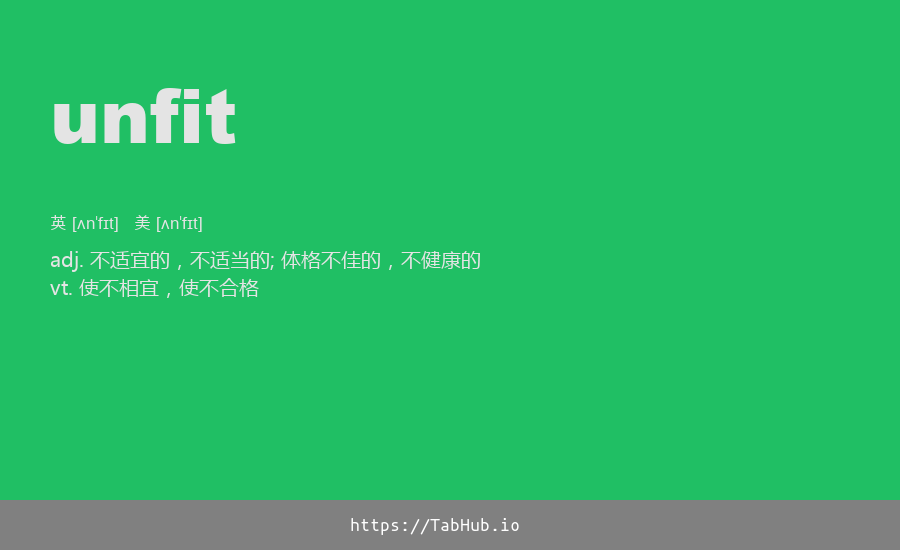 unfit
英 [ʌnˈfɪt] 美 [ʌnˈfɪt]
adj. 不适宜的，不适当的; 体格不佳的，不健康的
vt. 使不相宜，使不合格
https://TabHub.io